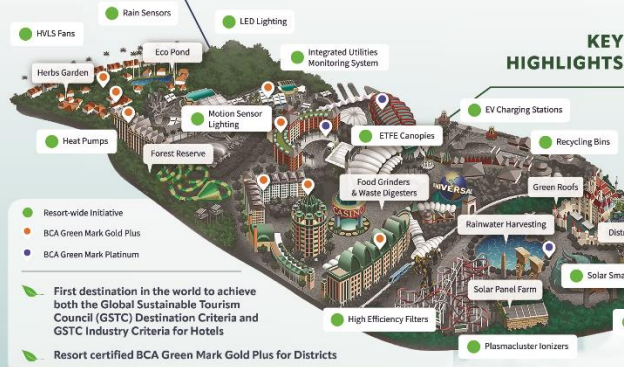 Rain Sensors
LED Lighting
HVLS Fans
KEY
HIGHLIGHTS
Eco Pond
Integrated Utilities
Monitoring System
Herbs Garden
EV Charging Stations
Motion Sensor
Lighting
ETFE Canopies
Recycling Bins
Heat Pumps
Forest Reserve
Food Grinders
& Waste Digesters
UNIVERSAL
Green Roofs
CASINO
Resort-wide Initiative
BCA Green Mark Gold Plus
BCA Green Mark Platinum
Rainwater Harvesting
Solar Panel Farm
First destination in the world to achieve
both the Global Sustainable Tourism
Council (GSTC) Destination Criteria and
GSTC Industry Criteria for Hotels
High Efficiency Filters
Plasmacluster Ionizers
Resort certified BCA Green Mark Gold Plus for Districts